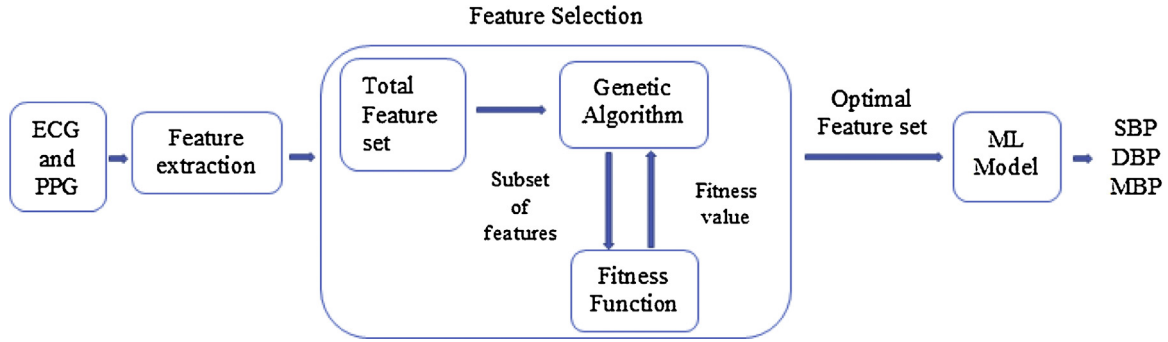 Feature Selection
ECG
and
PPG
Feature
extraction
Total
Feature
set
Genetic
Algorithm
Subset
of
features
Fitness
value
Fitness
Function
Optimal
Feature set
ML
Model
SBP
DBP
MBP